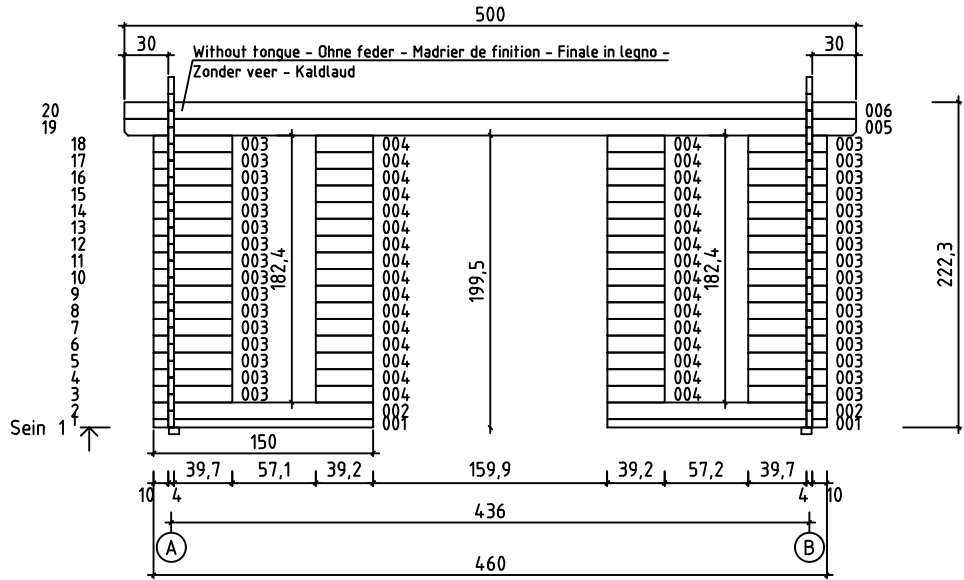 500
30
Without tongue - Ohne feder - Madrier de finition - Finale in legno -
Zonder veer - Kaldlaud
30
20 006
19 005
18 003 004 004 003
17 003 004 004 003
16 003 004 004 003
15 003 004 004 003
14 003 004 004 003
13 003 004 004 003
12 003 004 004 003
11 003 004 004 003
10 003 004 004 003
9 003 004 004 003
8 003 004 004 003
7 003 004 004 003
6 003 004 004 003
5 003 004 004 003
4 003 004 004 003
3 003 004 004 003
2 002 002
1 001 001
182,4
199,5
182,4
222,3
Sein 1
150
39,7 57,1 39,2 159,9 39,2 57,2 39,7
10 4 4 10
436
A B
460